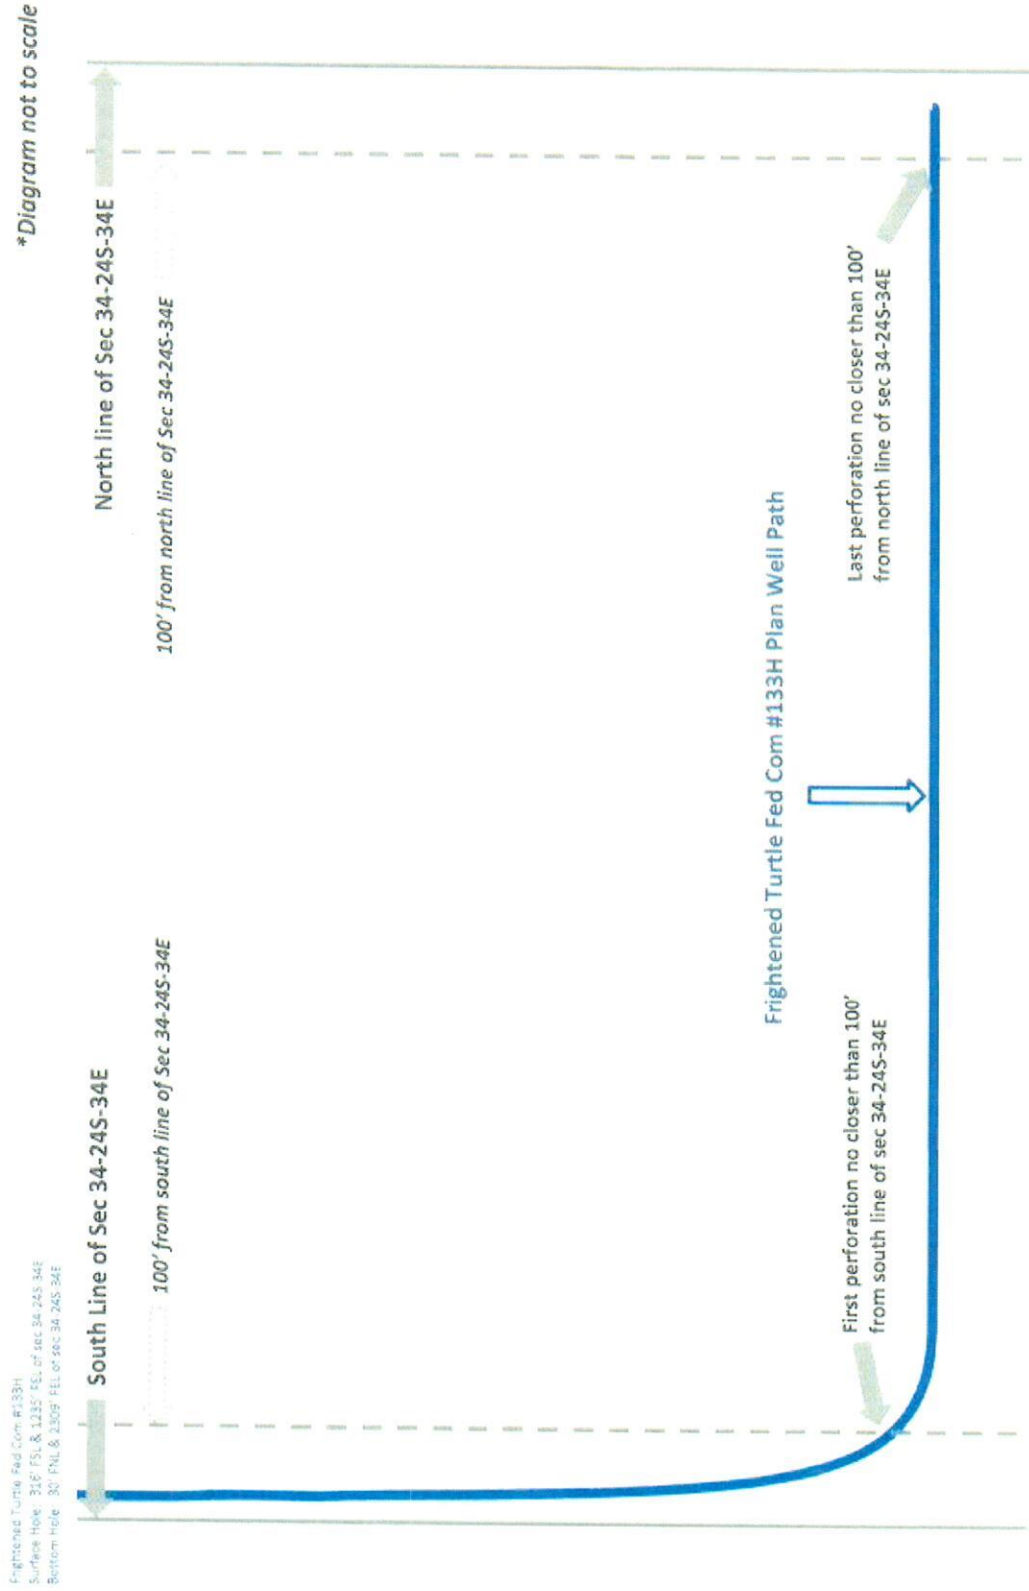 *Diagram not to scale
Frightened Turtle Fed Com #133H
Surface Hole: 316' FSL & 1235' FEL of sec 34-24S-34E
Bottom Hole: 30' FNL & 2309' FEL of sec 34-24S-34E
South Line of Sec 34-24S-34E
North line of Sec 34-24S-34E
100' from south line of Sec 34-24S-34E
100' from north line of Sec 34-24S-34E
Frightened Turtle Fed Com #133H Plan Well Path
First perforation no closer than 100'
from south line of sec 34-24S-34E
Last perforation no closer than 100'
from north line of sec 34-24S-34E